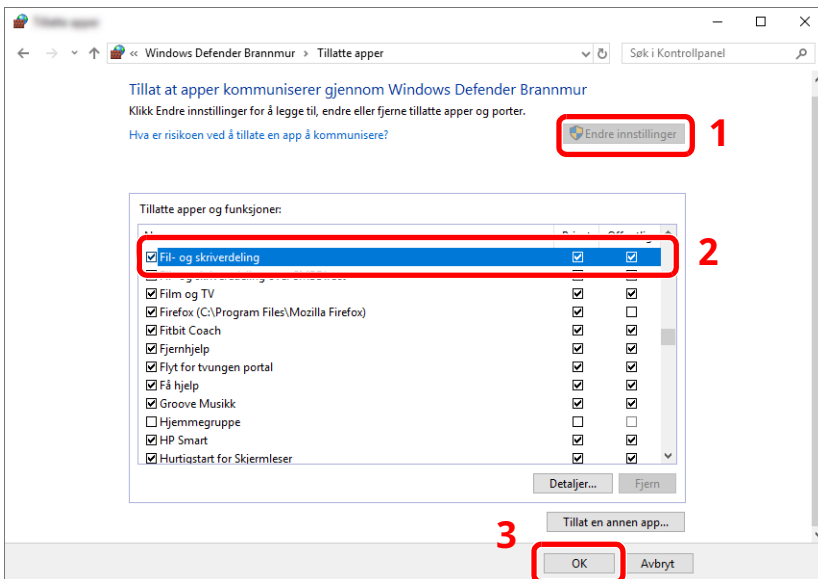 « Windows Defender Brannmur > Tillatte apper
Søk i Kontrollpanel
Tillat at apper kommuniserer gjennom Windows Defender Brannmur
Klikk Endre innstillinger for å legge til, endre eller fjerne tillatte apper og porter.
Hva er risikoen ved å tillate en app å kommunisere?
Endre innstillinger
1
Tillatte apper og funksjoner:
Fil- og skriverdeling
2
Film og TV
Firefox (C:\Program Files\Mozilla Firefox)
Fitbit Coach
Fjernhjelp
Flyt for tvungen portal
Få hjelp
Groove Musikk
Hjemmegruppe
HP Smart
Hurtigstart for Skjermleser
Detaljer...
Fjern
Tillat en annen app...
3
OK
Avbryt